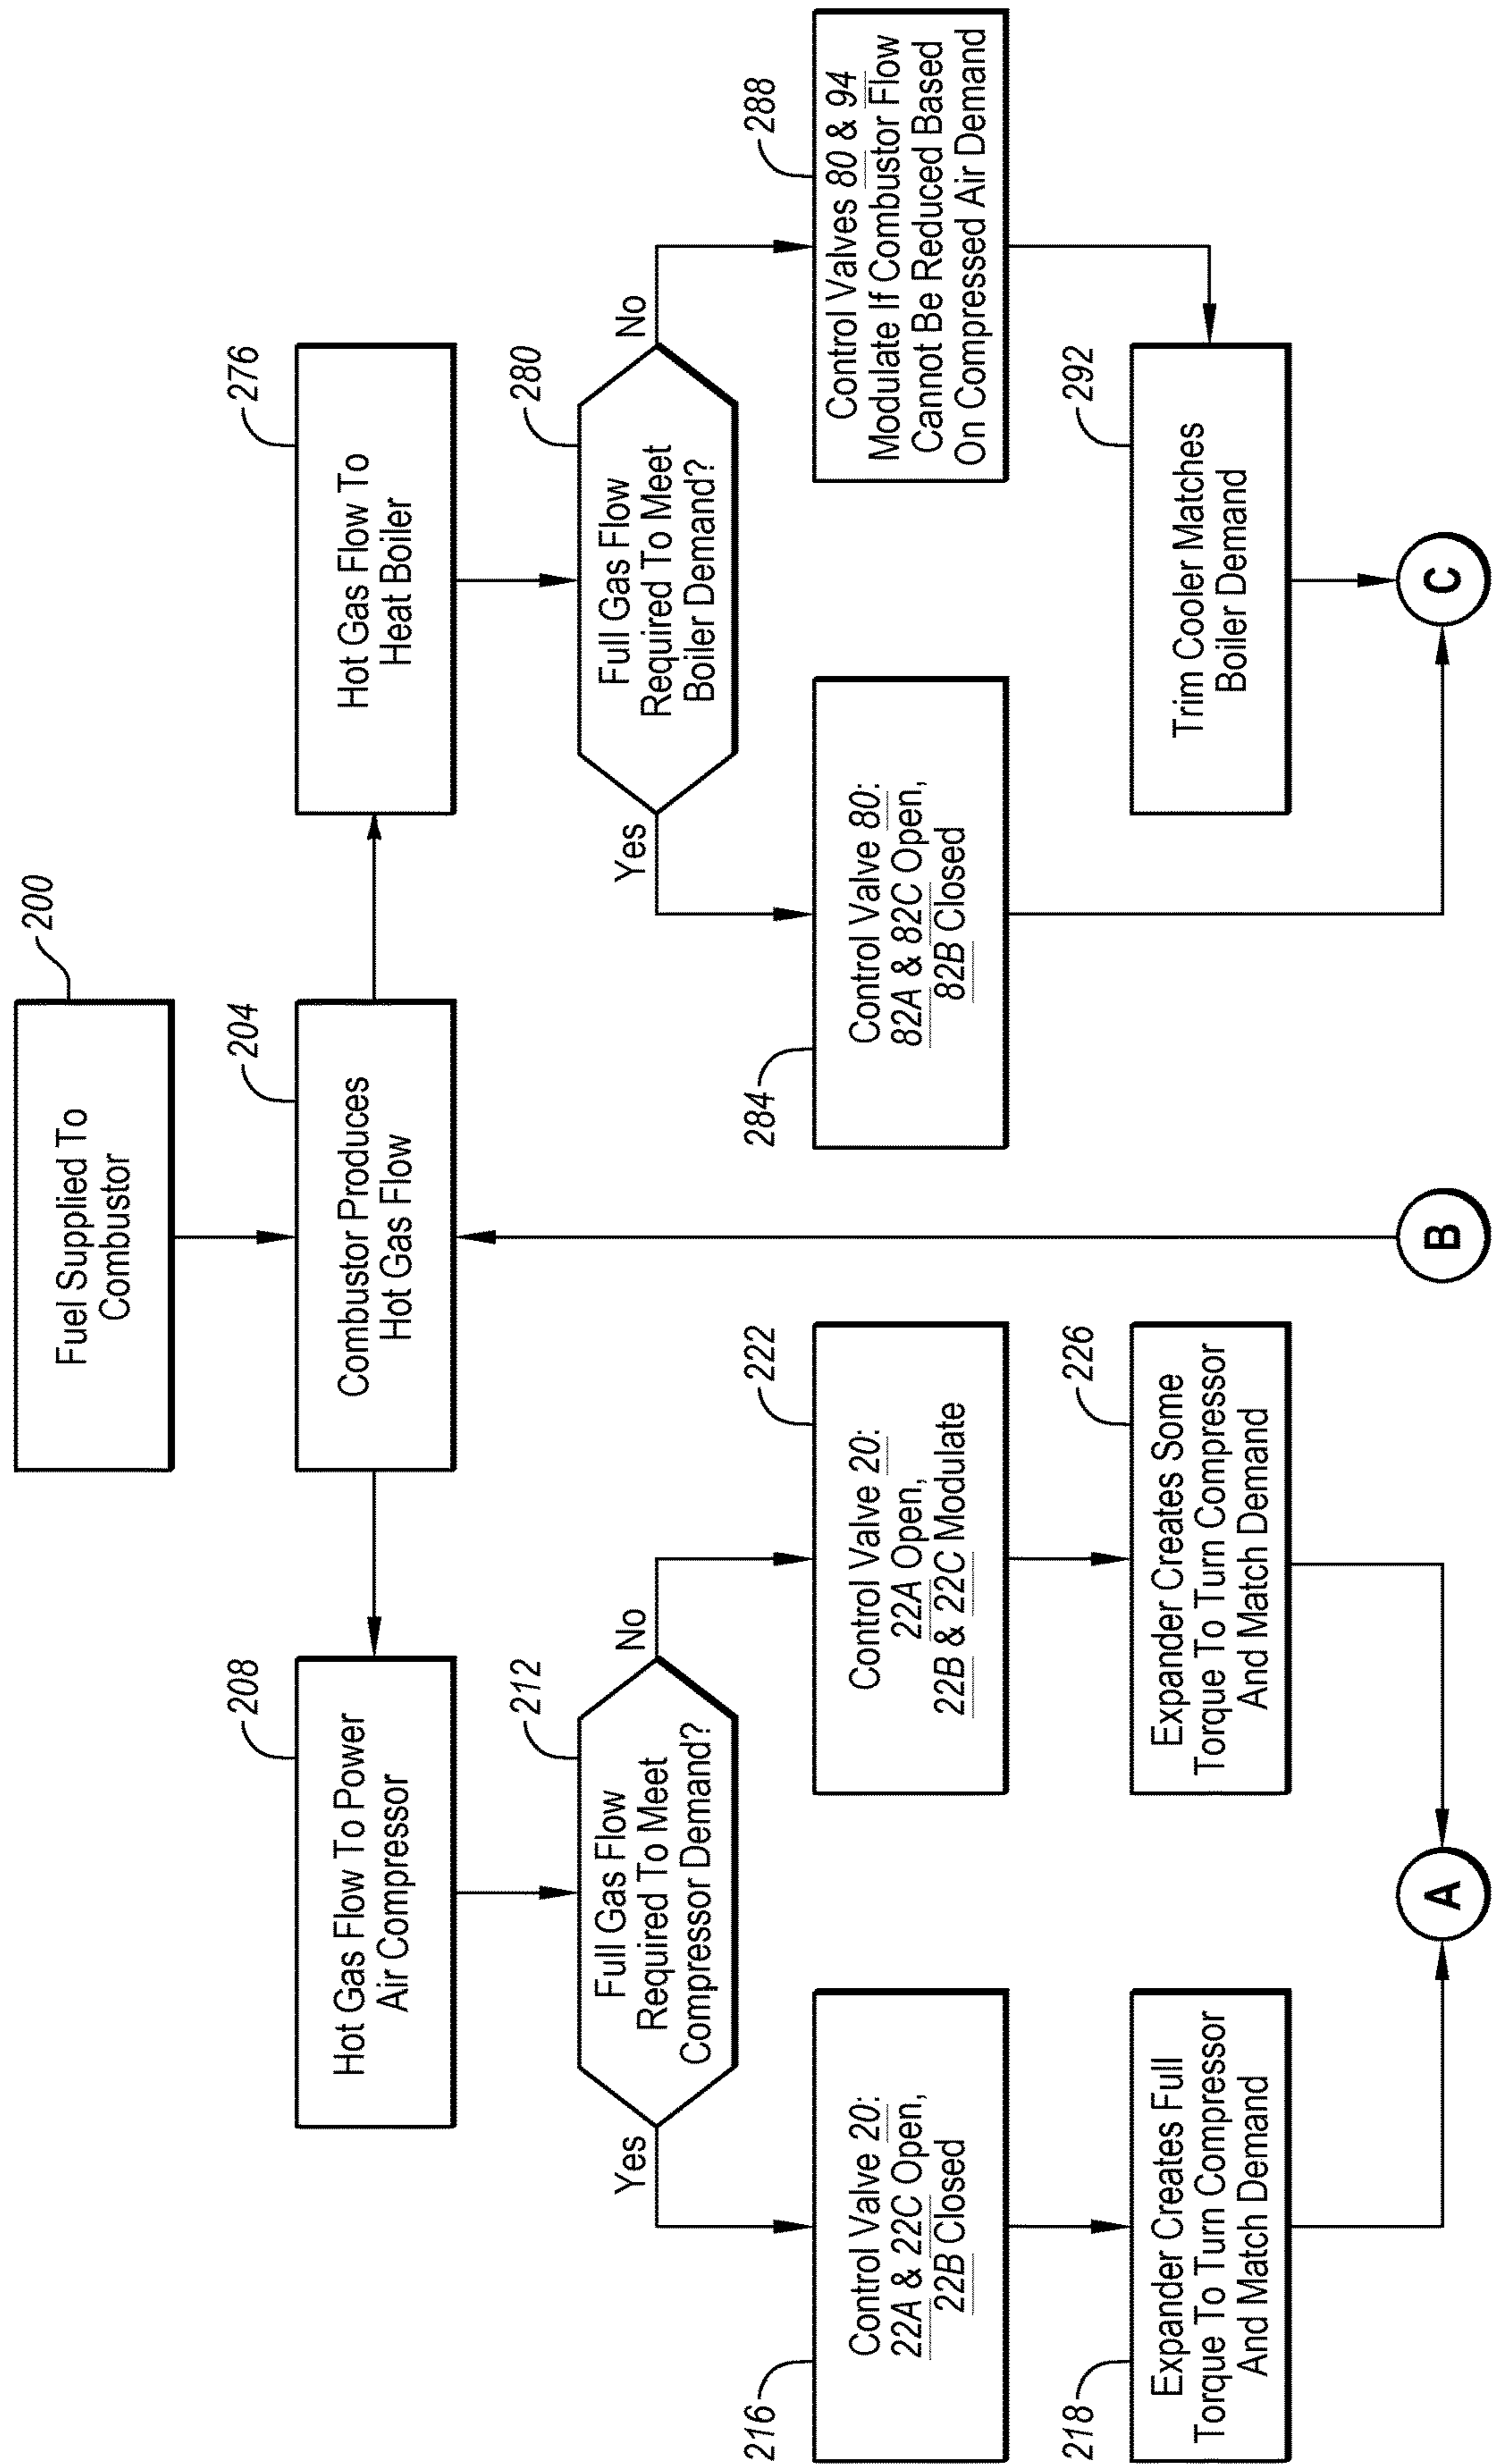 200
Fuel Supplied To
Combustor
204
Combustor Produces
Hot Gas Flow
208
Hot Gas Flow To Power
Air Compressor
276
Hot Gas Flow To
Heat Boiler
212
Full Gas Flow
Required To Meet
Compressor Demand?
Yes
No
280
Full Gas Flow
Required To Meet
Boiler Demand?
Yes
No
216
Control Valve 20:
22A & 22C Open,
22B Closed
222
Control Valve 20:
22A Open,
22B & 22C Modulate
284
Control Valve 80:
82A & 82C Open,
82B Closed
288
Control Valves 80 & 94
Modulate If Combustor Flow
Cannot Be Reduced Based
On Compressed Air Demand
218
Expander Creates Full
Torque To Turn Compressor
And Match Demand
226
Expander Creates Some
Torque To Turn Compressor
And Match Demand
292
Trim Cooler Matches
Boiler Demand
A
B
C